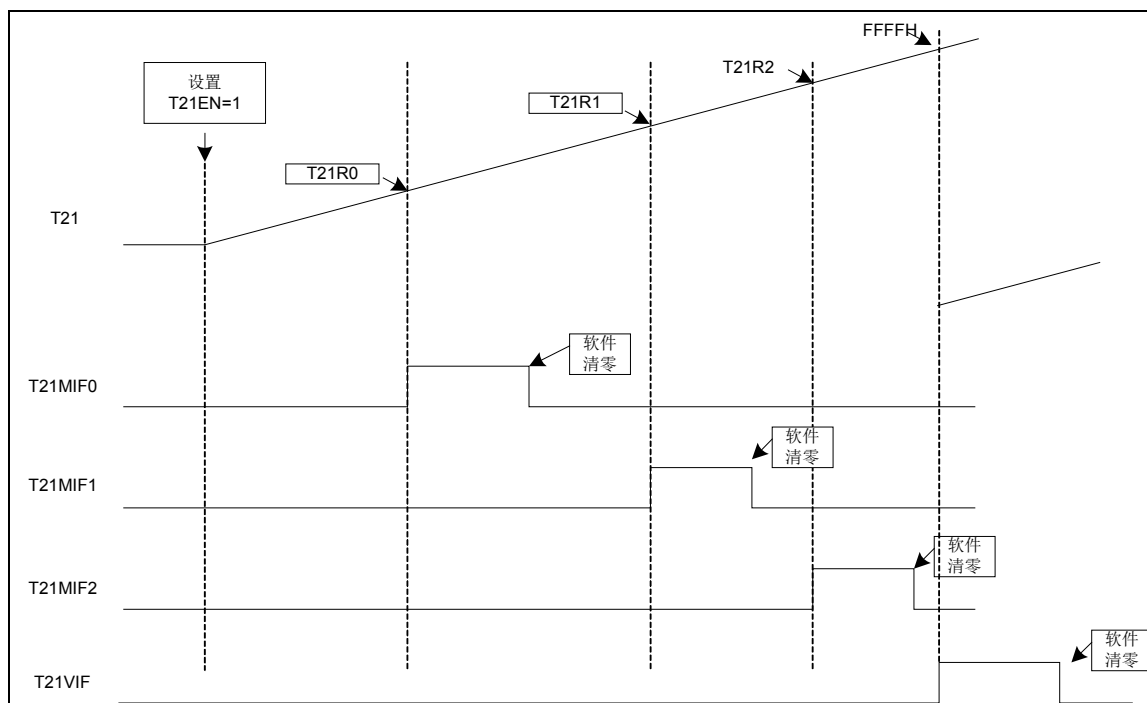 FFFFH
设置
T21EN=1
T21R2
T21R1
T21R0
T21
软件
清零
T21MIF0
软件
清零
T21MIF1
软件
清零
T21MIF2
软件
清零
T21VIF